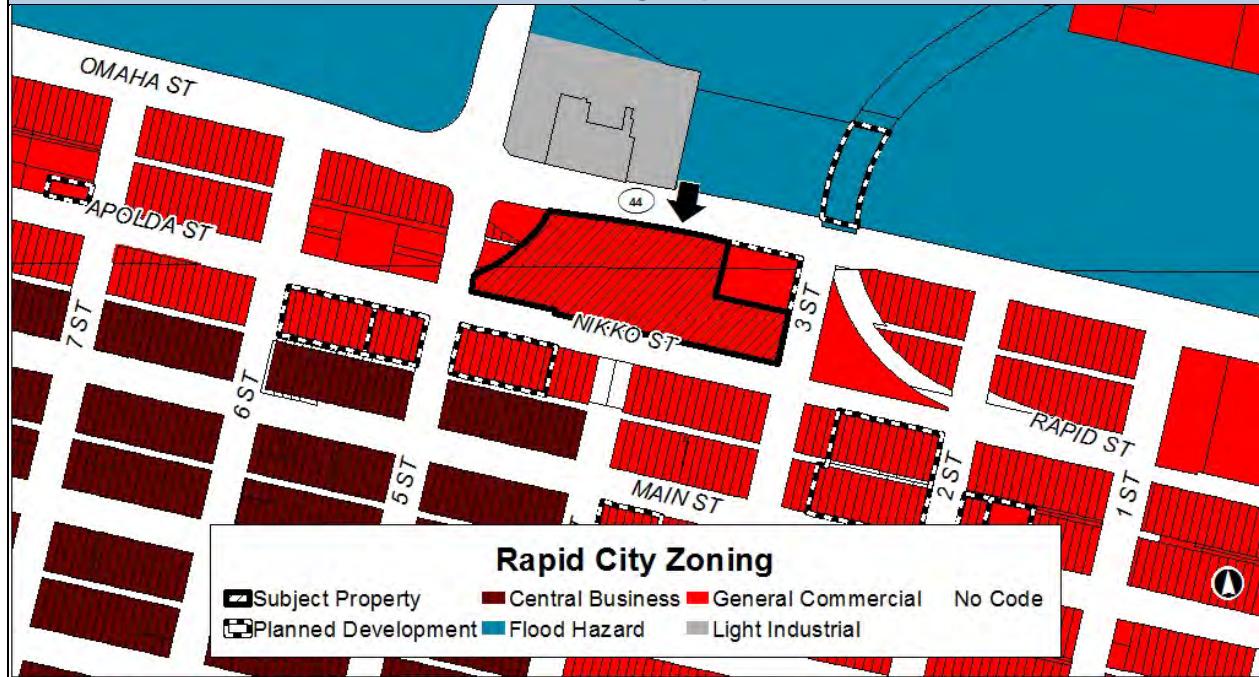 OMAHA ST
44
APOLDA ST
NIKKO ST
3 ST
7 ST
6 ST
5 ST
RAPID ST
MAIN ST
2 ST
1 ST
Rapid City Zoning
Subject Property Central Business General Commercial No Code
Planned Development Flood Hazard Light Industrial